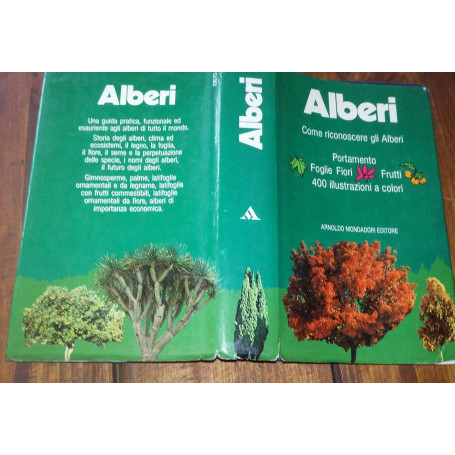 Alberi
Una guida pratica, funzionale ed
esauriente agli alberi di tutto il mondo.
Storia degli alberi, clima ed
ecosistemi, il legno, la foglia,
il fiore, il seme e la perpetuazione
delle specie, i nomi degli alberi,
il futuro degli alberi.
Gimnosperme, palme, latifoglie
ornamentali e da legname, latifoglie
con frutti commestibili, latifoglie
ornamentali da fiore, alberi di
importanza economica.
Alberi
Alberi
Come riconoscere gli Alberi
Portamento
Foglie Fiori Frutti
400 illustrazioni a colori
ARNOLDO MONDADORI EDITORE